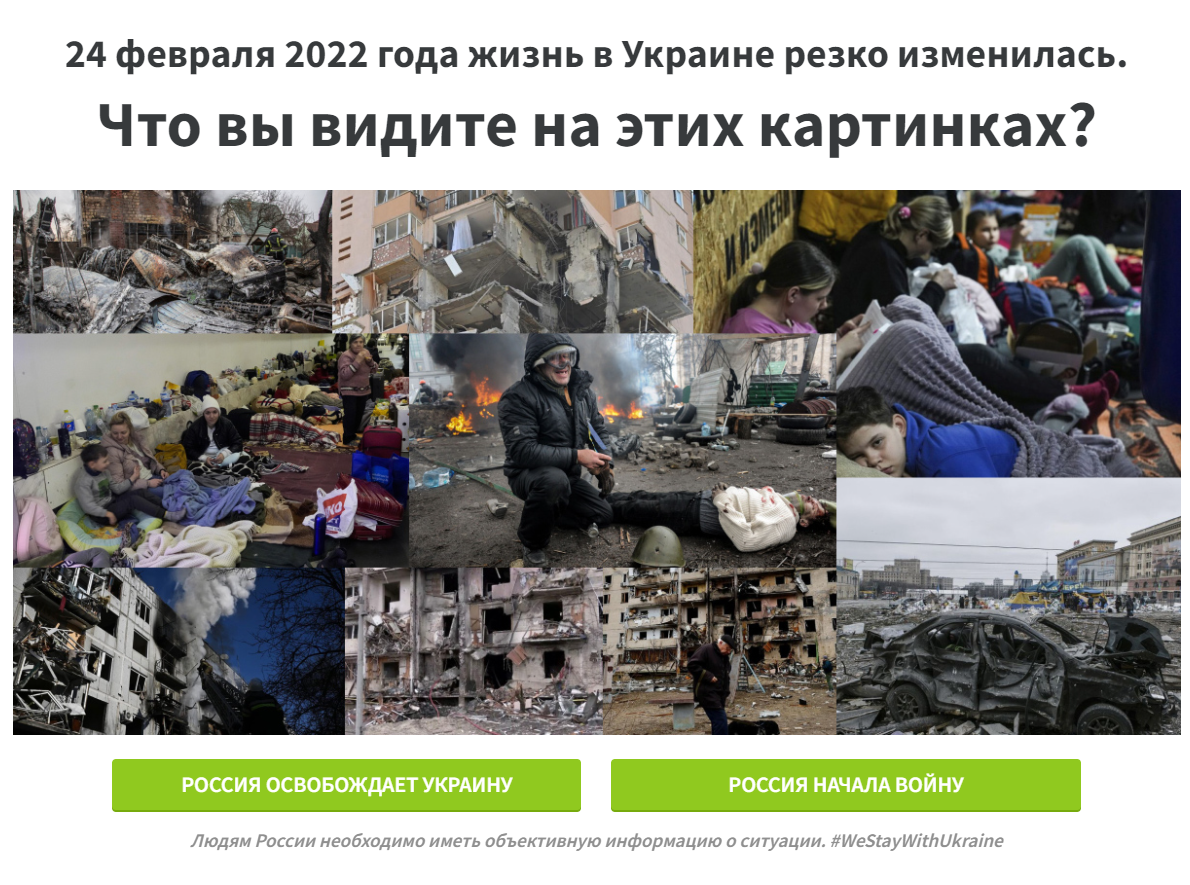 24 февраля 2022 года жизнь в Украине резко изменилась.
Что вы видите на этих картинках?
И ИЗМЕН
РОССИЯ ОСВОБОЖДАЕТ УКРАИНУ
РОССИЯ НАЧАЛА ВОЙНУ
Людям России необходимо иметь объективную информацию о ситуации. #WeStayWithUkraine